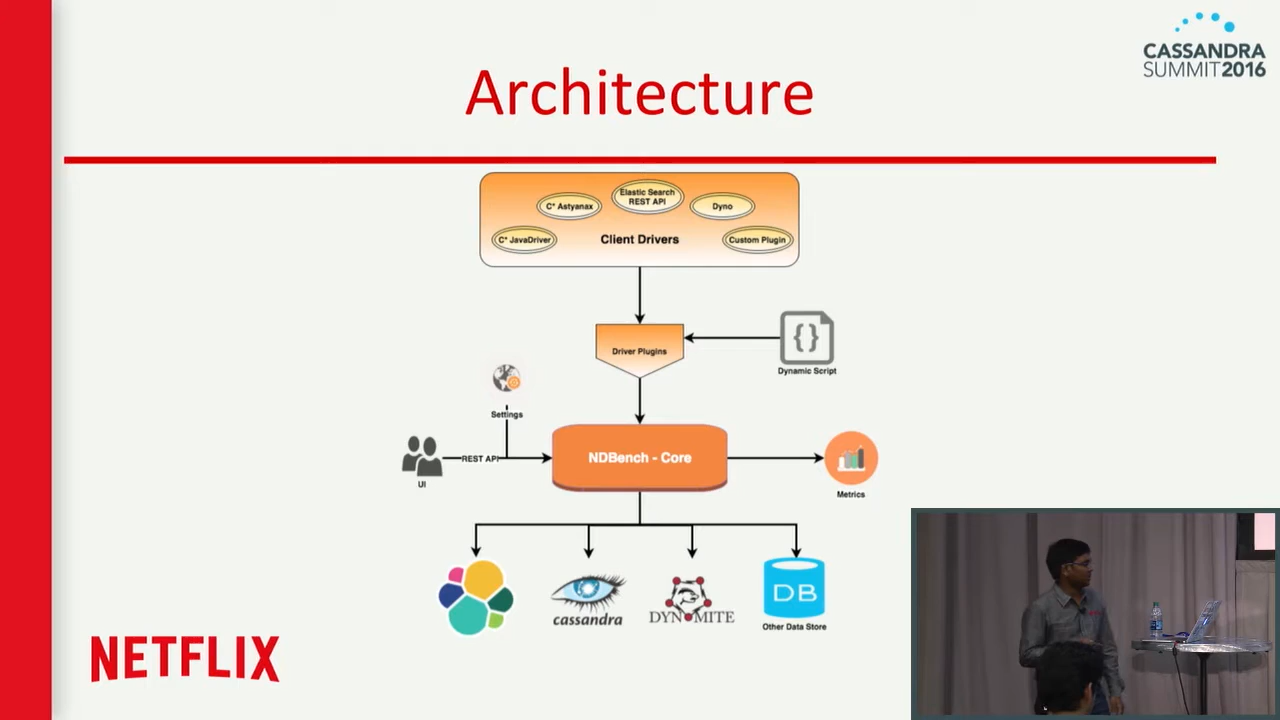 CASSANDRA
SUMMIT2016
Architecture
Elastic Search
REST API
C* Astyanax
Dyno
C* JavaDriver
Client Drivers
Custom Plugin
Driver Plugins
{}
Dynamic Script
Settings
REST API
UI
NDBench - Core
Metrics
cassandra
DYNOMITE
DB
Other Data Store
NETFLIX